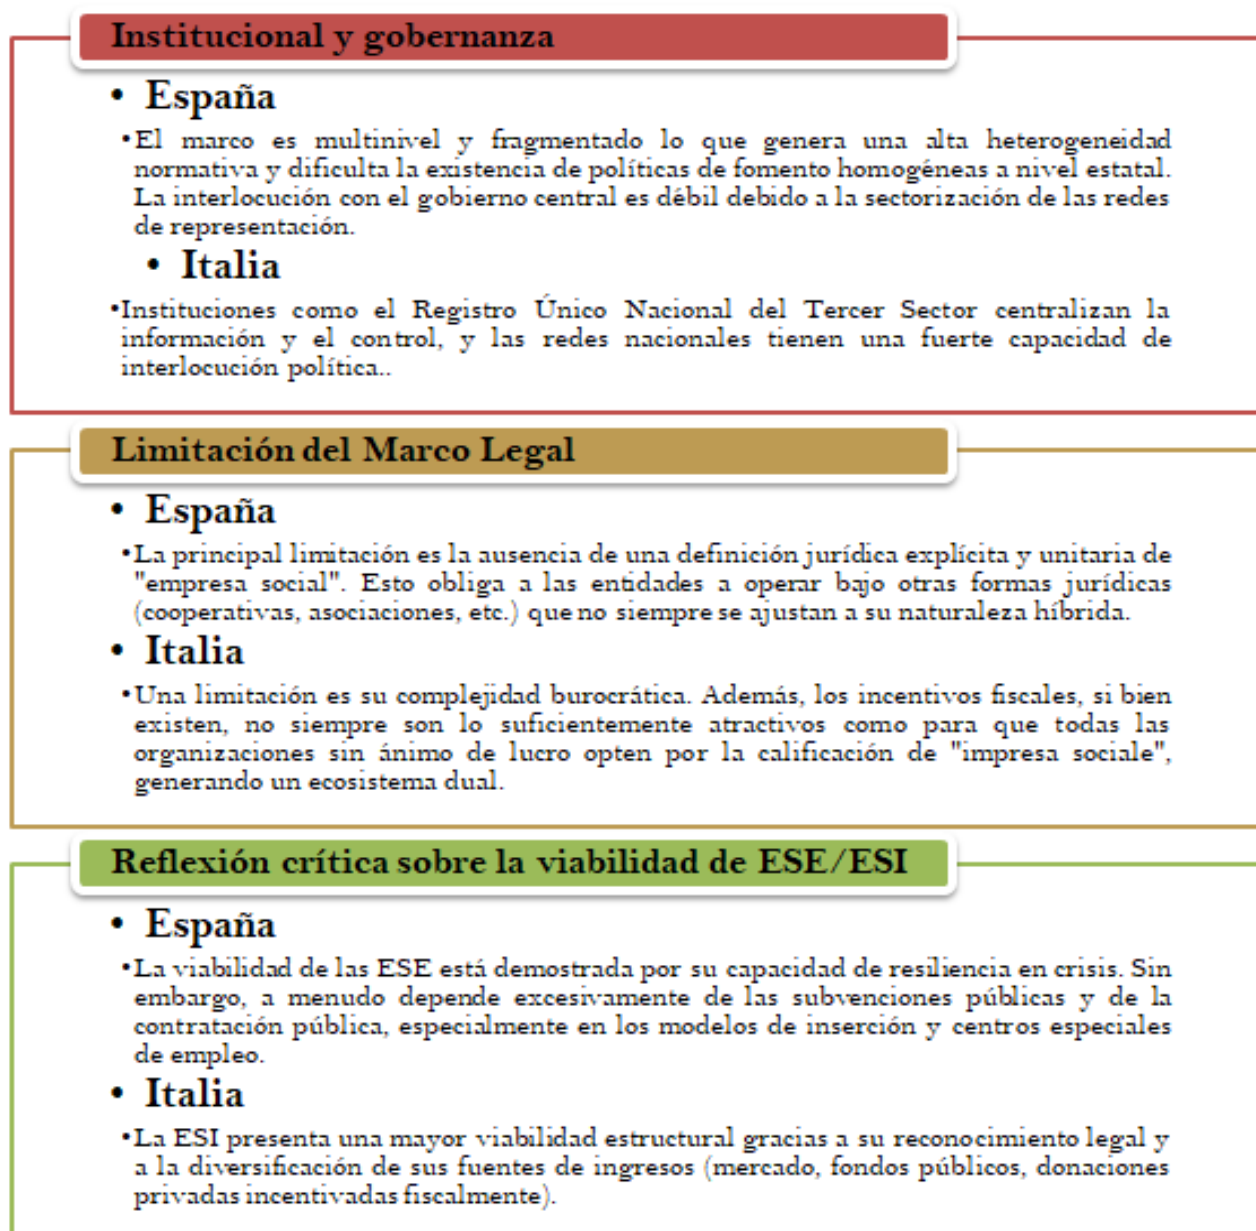 Institucional y gobernanza
• España
•El marco es multinivel y fragmentado lo que genera una alta heterogeneidad
normativa y dificulta la existencia de políticas de fomento homogéneas a nivel estatal.
La interlocución con el gobierno central es débil debido a la sectorización de las redes
de representación.
• Italia
•Instituciones como el Registro Único Nacional del Tercer Sector centralizan la
información y el control, y las redes nacionales tienen una fuerte capacidad de
interlocución política..
Limitación del Marco Legal
• España
•La principal limitación es la ausencia de una definición jurídica explícita y unitaria de
"empresa social". Esto obliga a las entidades a operar bajo otras formas jurídicas
(cooperativas, asociaciones, etc.) que no siempre se ajustan a su naturaleza híbrida.
• Italia
•Una limitación es su complejidad burocrática. Además, los incentivos fiscales, si bien
existen, no siempre son lo suficientemente atractivos como para que todas las
organizaciones sin ánimo de lucro opten por la calificación de "impresa sociale",
generando un ecosistema dual.
Reflexión crítica sobre la viabilidad de ESE/ESI
• España
•La viabilidad de las ESE está demostrada por su capacidad de resiliencia en crisis. Sin
embargo, a menudo depende excesivamente de las subvenciones públicas y de la
contratación pública, especialmente en los modelos de inserción y centros especiales
de empleo.
• Italia
•La ESI presenta una mayor viabilidad estructural gracias a su reconocimiento legal y
a la diversificación de sus fuentes de ingresos (mercado, fondos públicos, donaciones
privadas incentivadas fiscalmente).